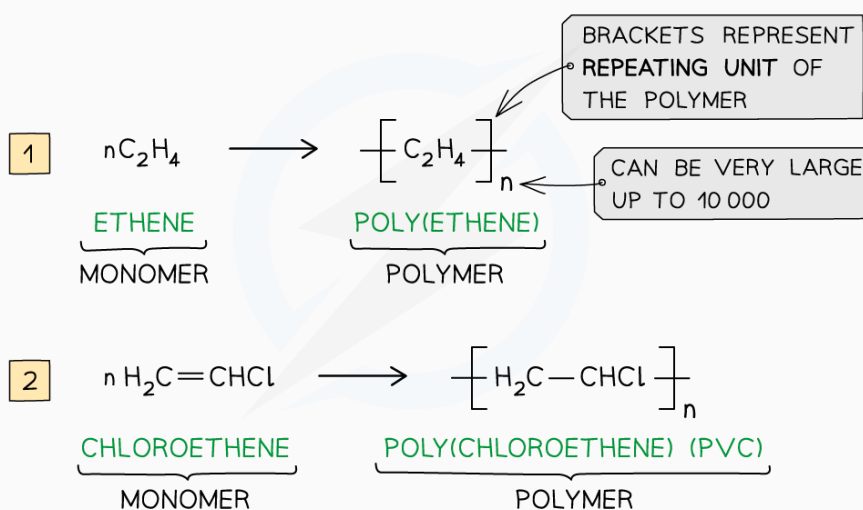 BRACKETS REPRESENT
REPEATING UNIT OF
THE POLYMER
1
nC₂H₄ ⟶ [C₂H₄]n
CAN BE VERY LARGE
UP TO 10 000
ETHENE POLY(ETHENE)
MONOMER POLYMER
2
n H₂C=CHCl ⟶ [H₂C—CHCl]n
CHLOROETHENE POLY(CHLOROETHENE) (PVC)
MONOMER POLYMER